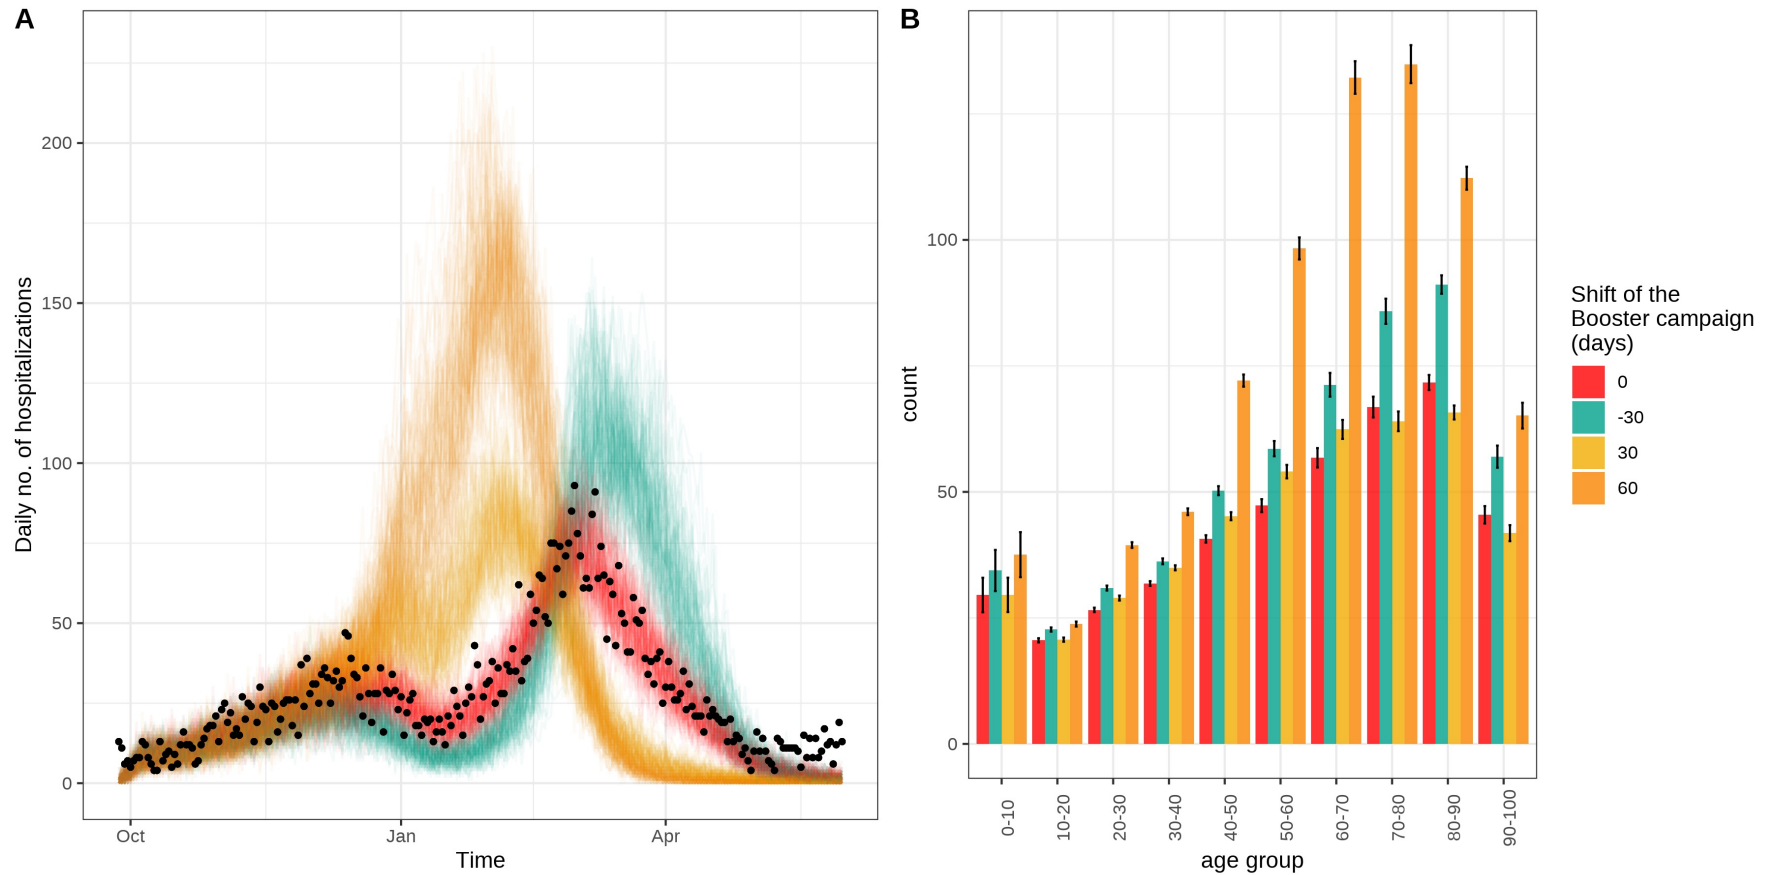 A
B
Daily no. of hospitalizations
200
150
100
50
0
Oct
Jan
Apr
Time
count
100
50
0
0-10
10-20
20-30
30-40
40-50
50-60
60-70
70-80
80-90
90-100
age group
Shift of the
Booster campaign
(days)
0
-30
30
60